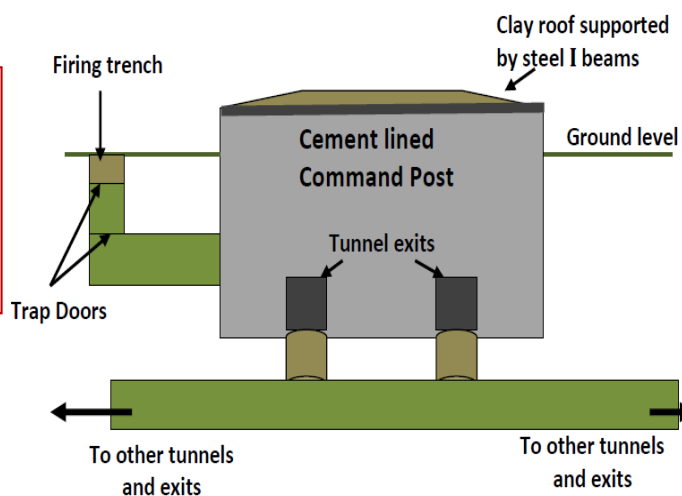 Clay roof supported
by steel I beams
Firing trench
Ground level
Cement lined
Command Post
Tunnel exits
Trap Doors
To other tunnels
and exits
To other tunnels
and exits